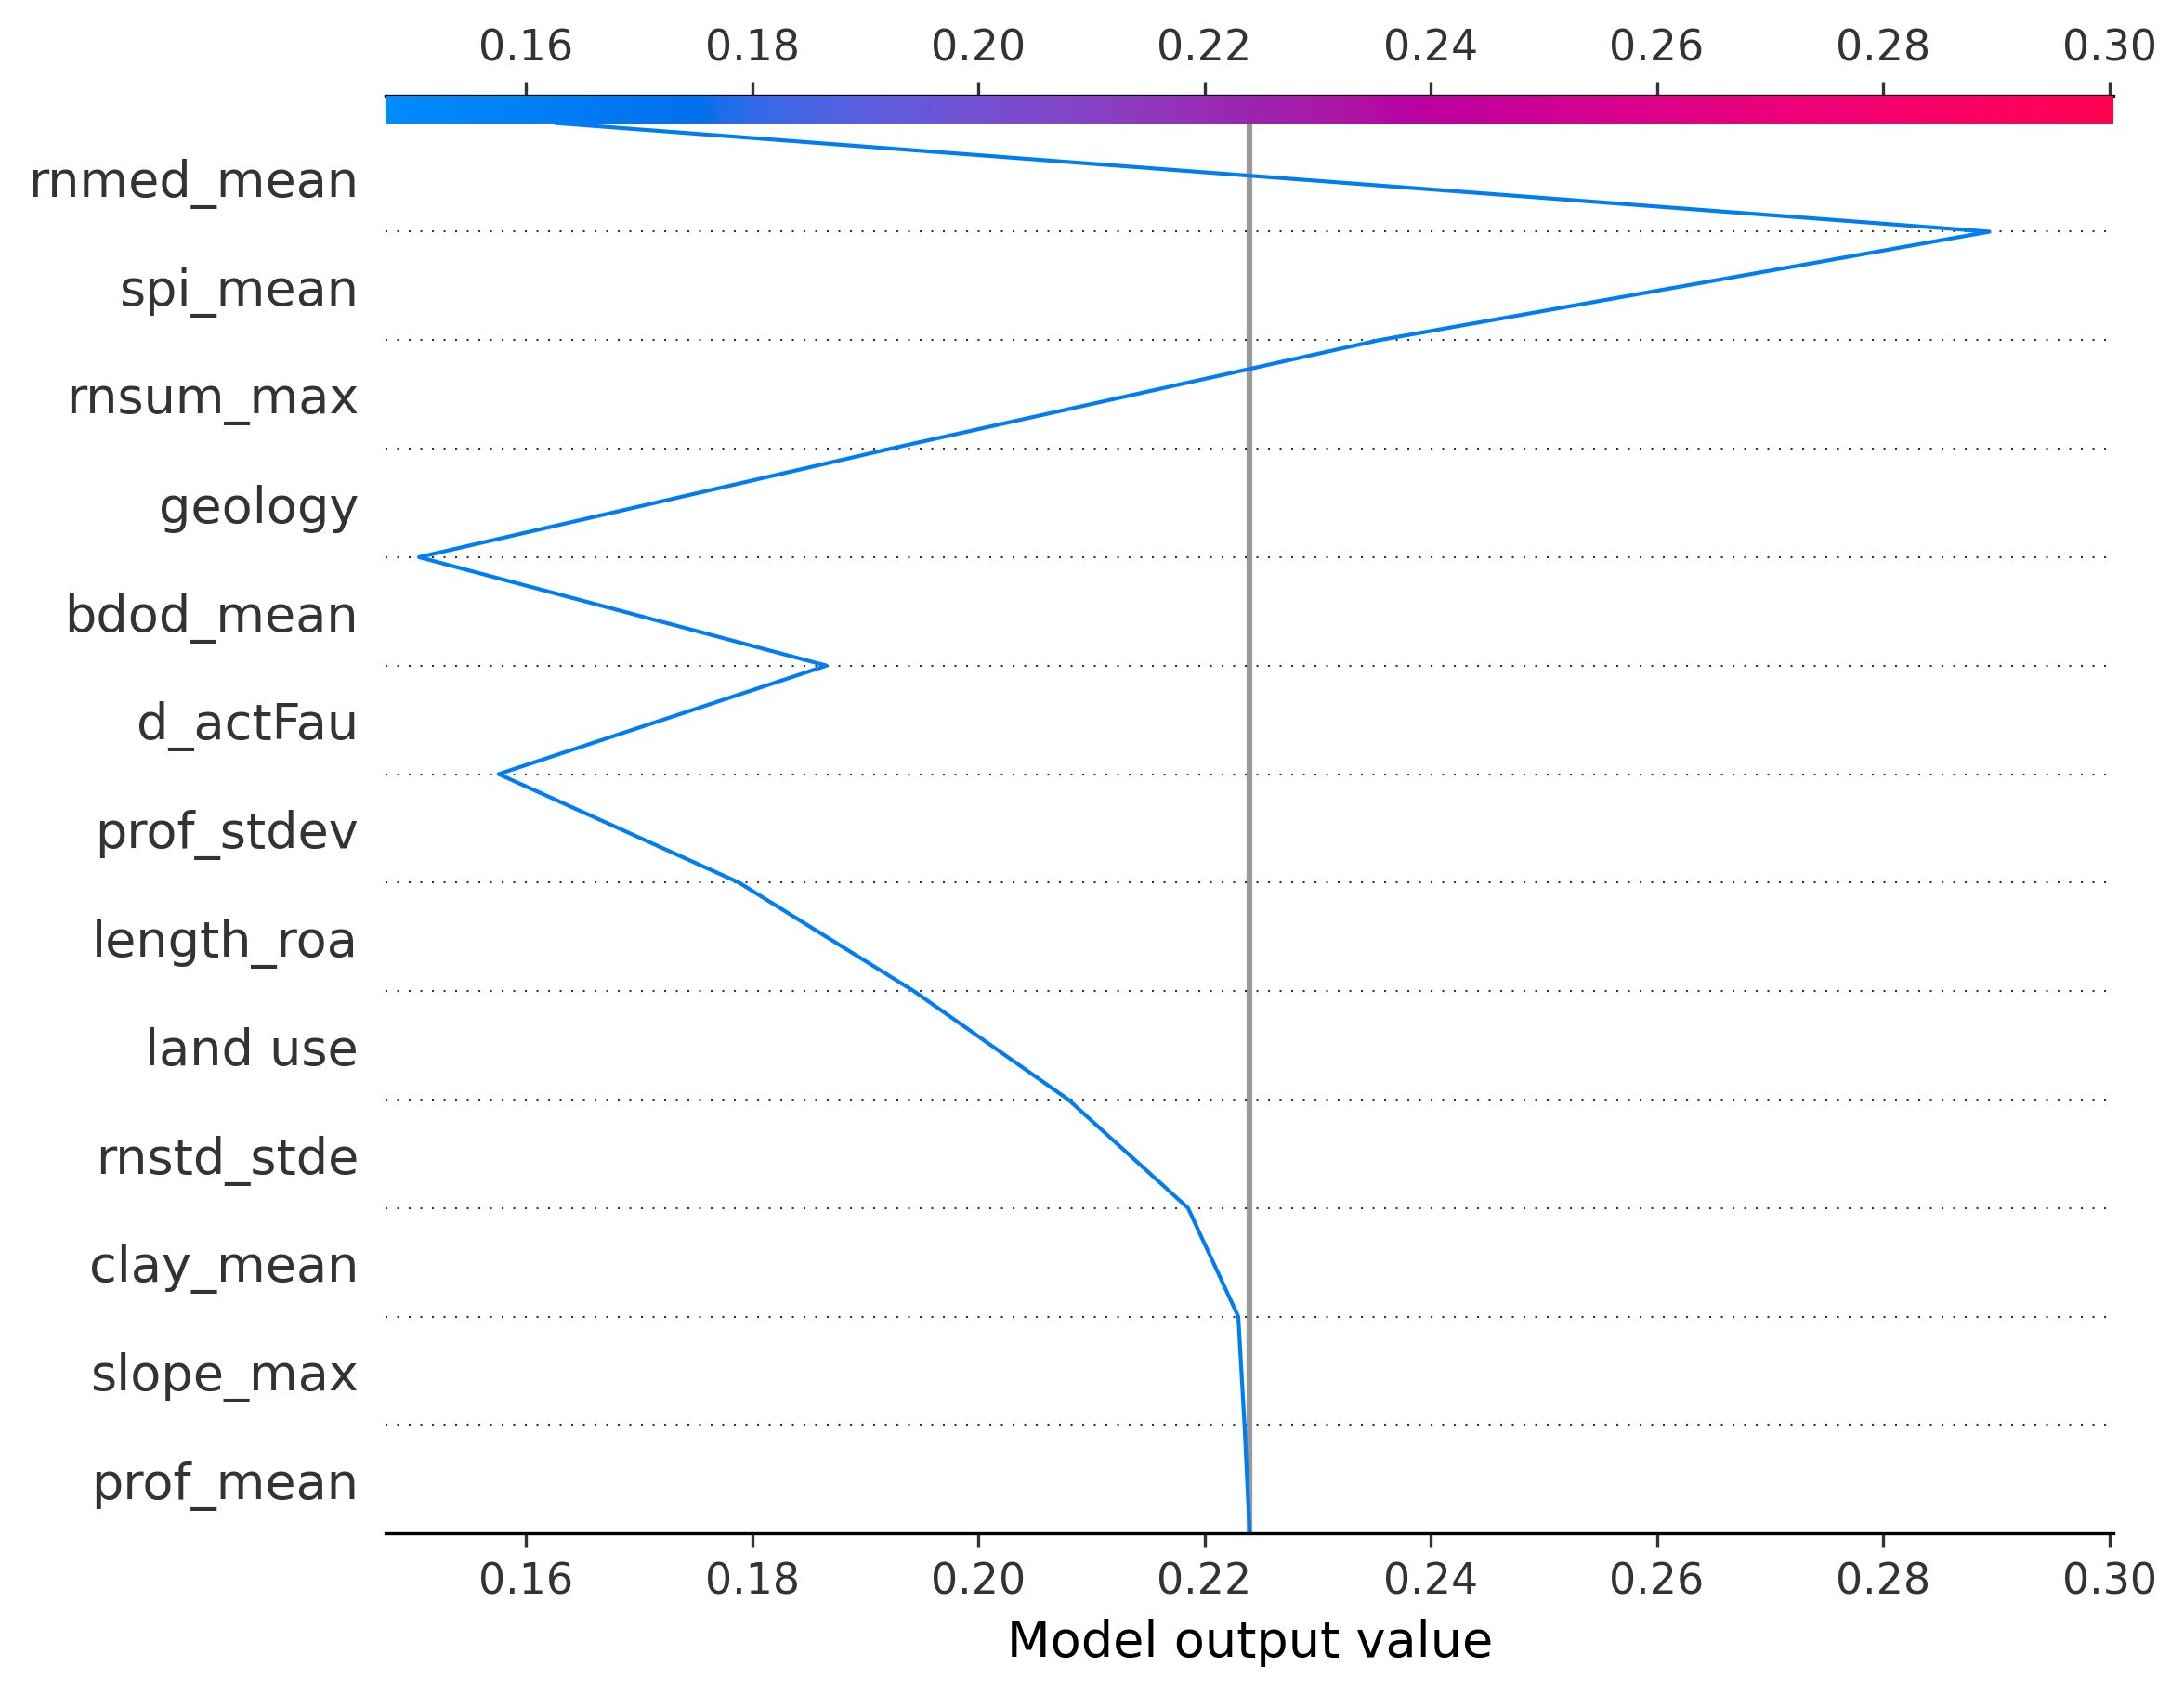 0.16 0.18 0.20 0.22 0.24 0.26 0.28 0.30
rnmed_mean
spi_mean
rnsum_max
geology
bdod_mean
d_actFau
prof_stdev
length_roa
land use
rnstd_stde
clay_mean
slope_max
prof_mean
0.16 0.18 0.20 0.22 0.24 0.26 0.28 0.30
Model output value